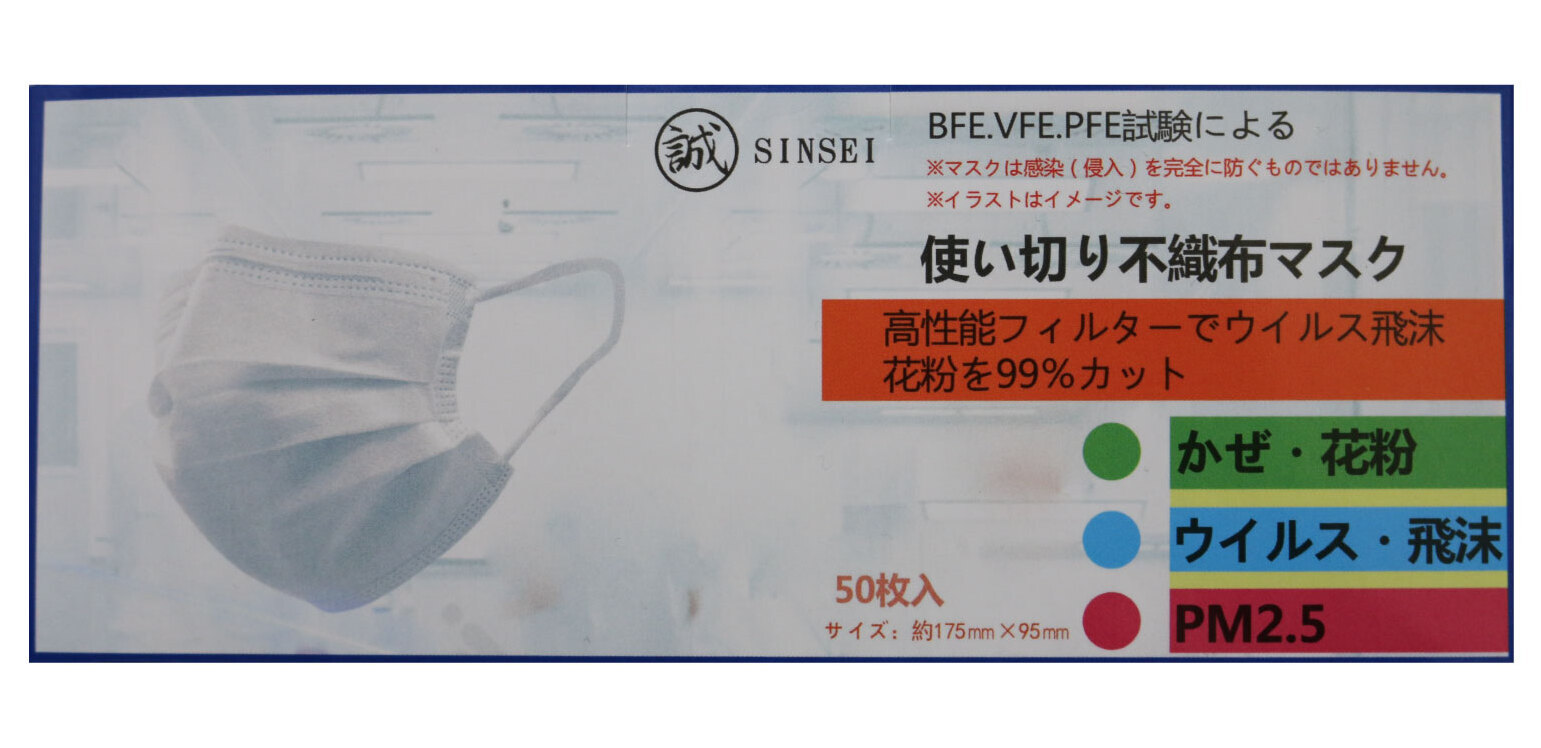 誠 SINSEI
BFE.VFE.PFE試験による
※マスクは感染(侵入)を完全に防ぐものではありません。
※イラストはイメージです。
使い切り不織布マスク
高性能フィルターでウイルス飛沫
花粉を99%カット
かぜ・花粉
ウイルス・飛沫
PM2.5
50枚入
サイズ:約175mm×95mm